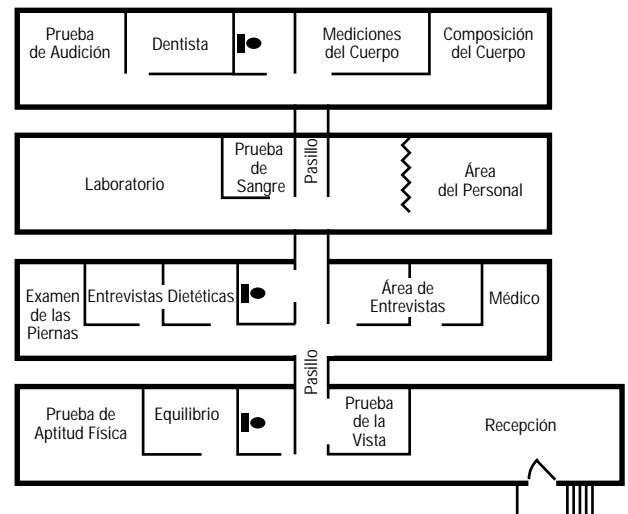 Prueba
de Audición
Dentista
Mediciones
del Cuerpo
Composición
del Cuerpo
Laboratorio
Prueba
de
Sangre
Pasillo
Área
del Personal
Examen
de las
Piernas
Entrevistas Dietéticas
Área de
Entrevistas
Médico
Pasillo
Prueba de
Aptitud Física
Equilibrio
Prueba
de la
Vista
Recepción